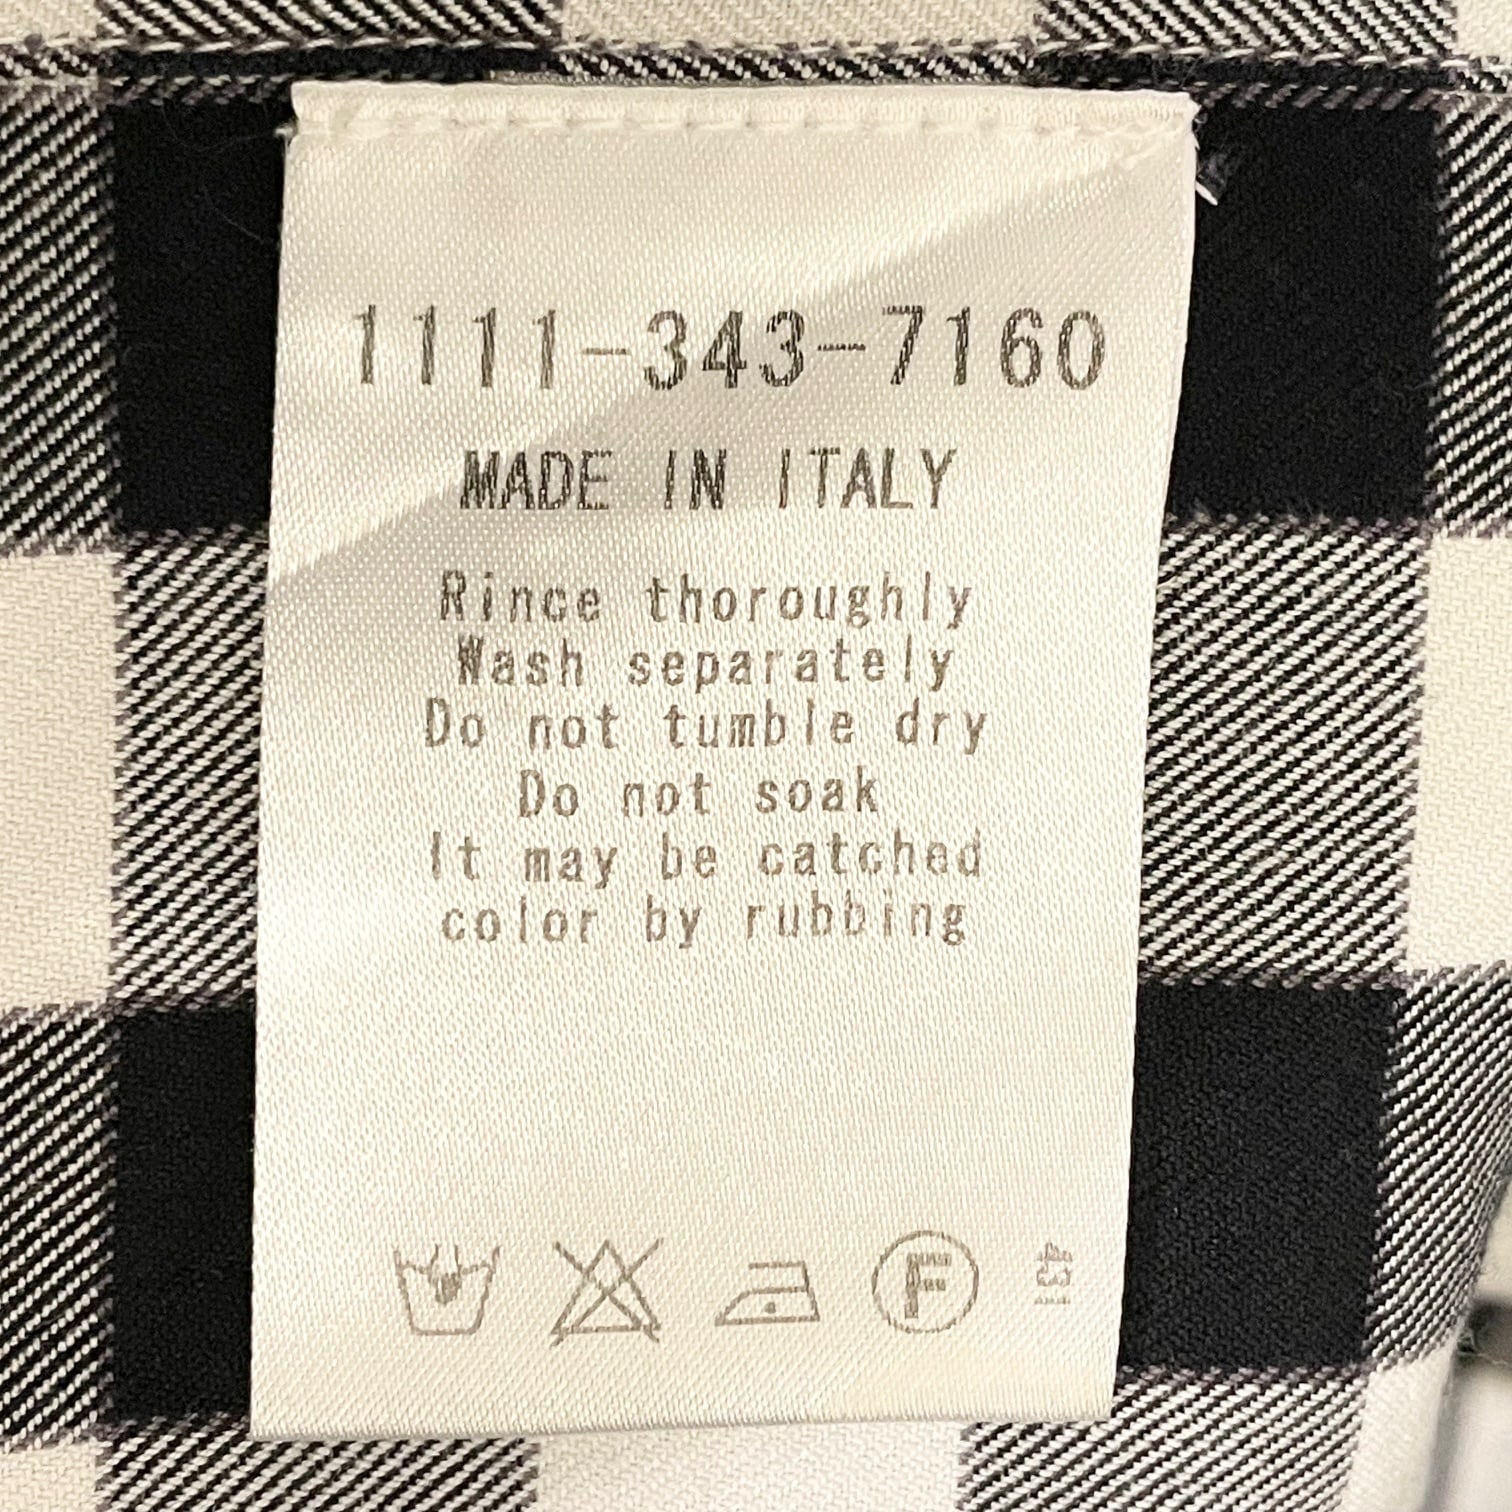 1111-343-7160
MADE IN ITALY
Rince thoroughly
Wash separately
Do not tumble dry
Do not soak
It may be catched
color by rubbing
F